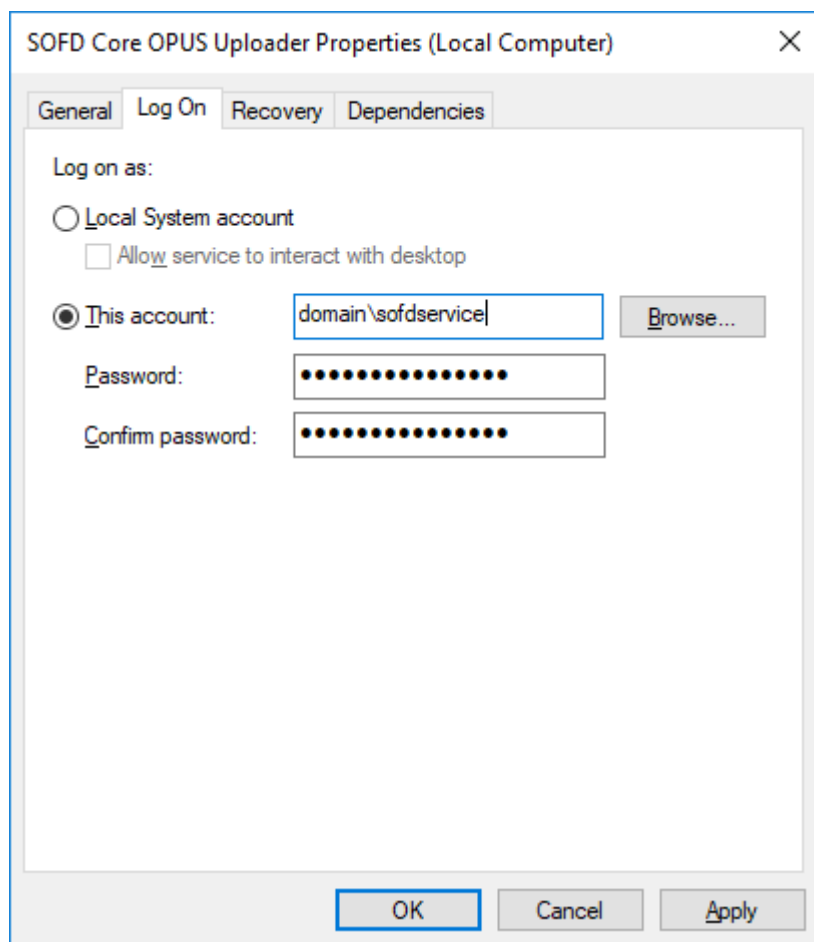 SOFD Core OPUS Uploader Properties (Local Computer)
General Log On Recovery Dependencies
Log on as:
Local System account
Allow service to interact with desktop
This account: domain\sofdservice Browse...
Password: ●●●●●●●●●●●●●●●
Confirm password: ●●●●●●●●●●●●●●●
OK Cancel Apply